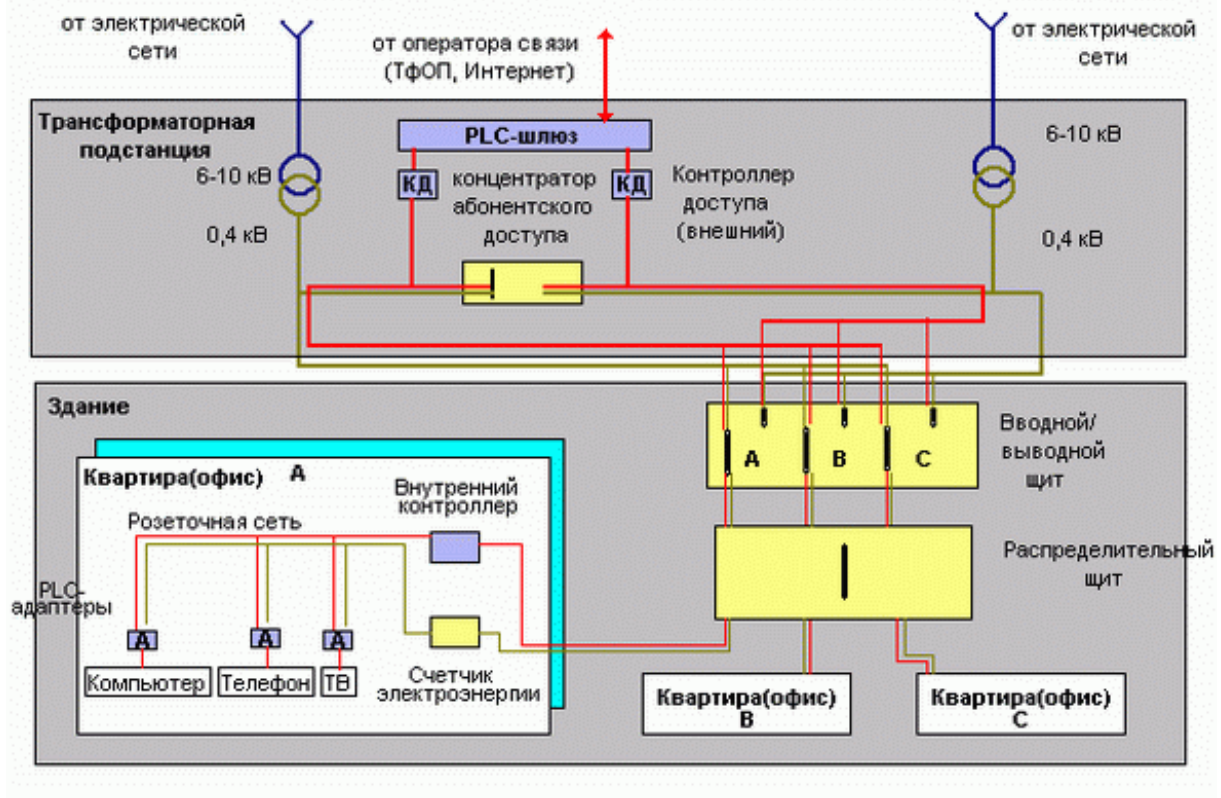 от электрической
сети
от оператора связи
(ТфОП, Интернет)
от электрической
сети
Трансформаторная
подстанция
PLC-шлюз
6-10 кВ
6-10 кВ
КД
концентратор
абонентского
доступа
КД
Контроллер
доступа
(внешний)
0,4 кВ
0,4 кВ
Здание
Вводной/
выводной
щит
A
B
C
Квартира(офис) A
Внутренний
контроллер
Розеточная сеть
Распределительный
щит
PLC-
адаптеры
A
A
A
Компьютер
Телефон
ТВ
Счетчик
электроэнергии
Квартира(офис)
B
Квартира(офис)
C